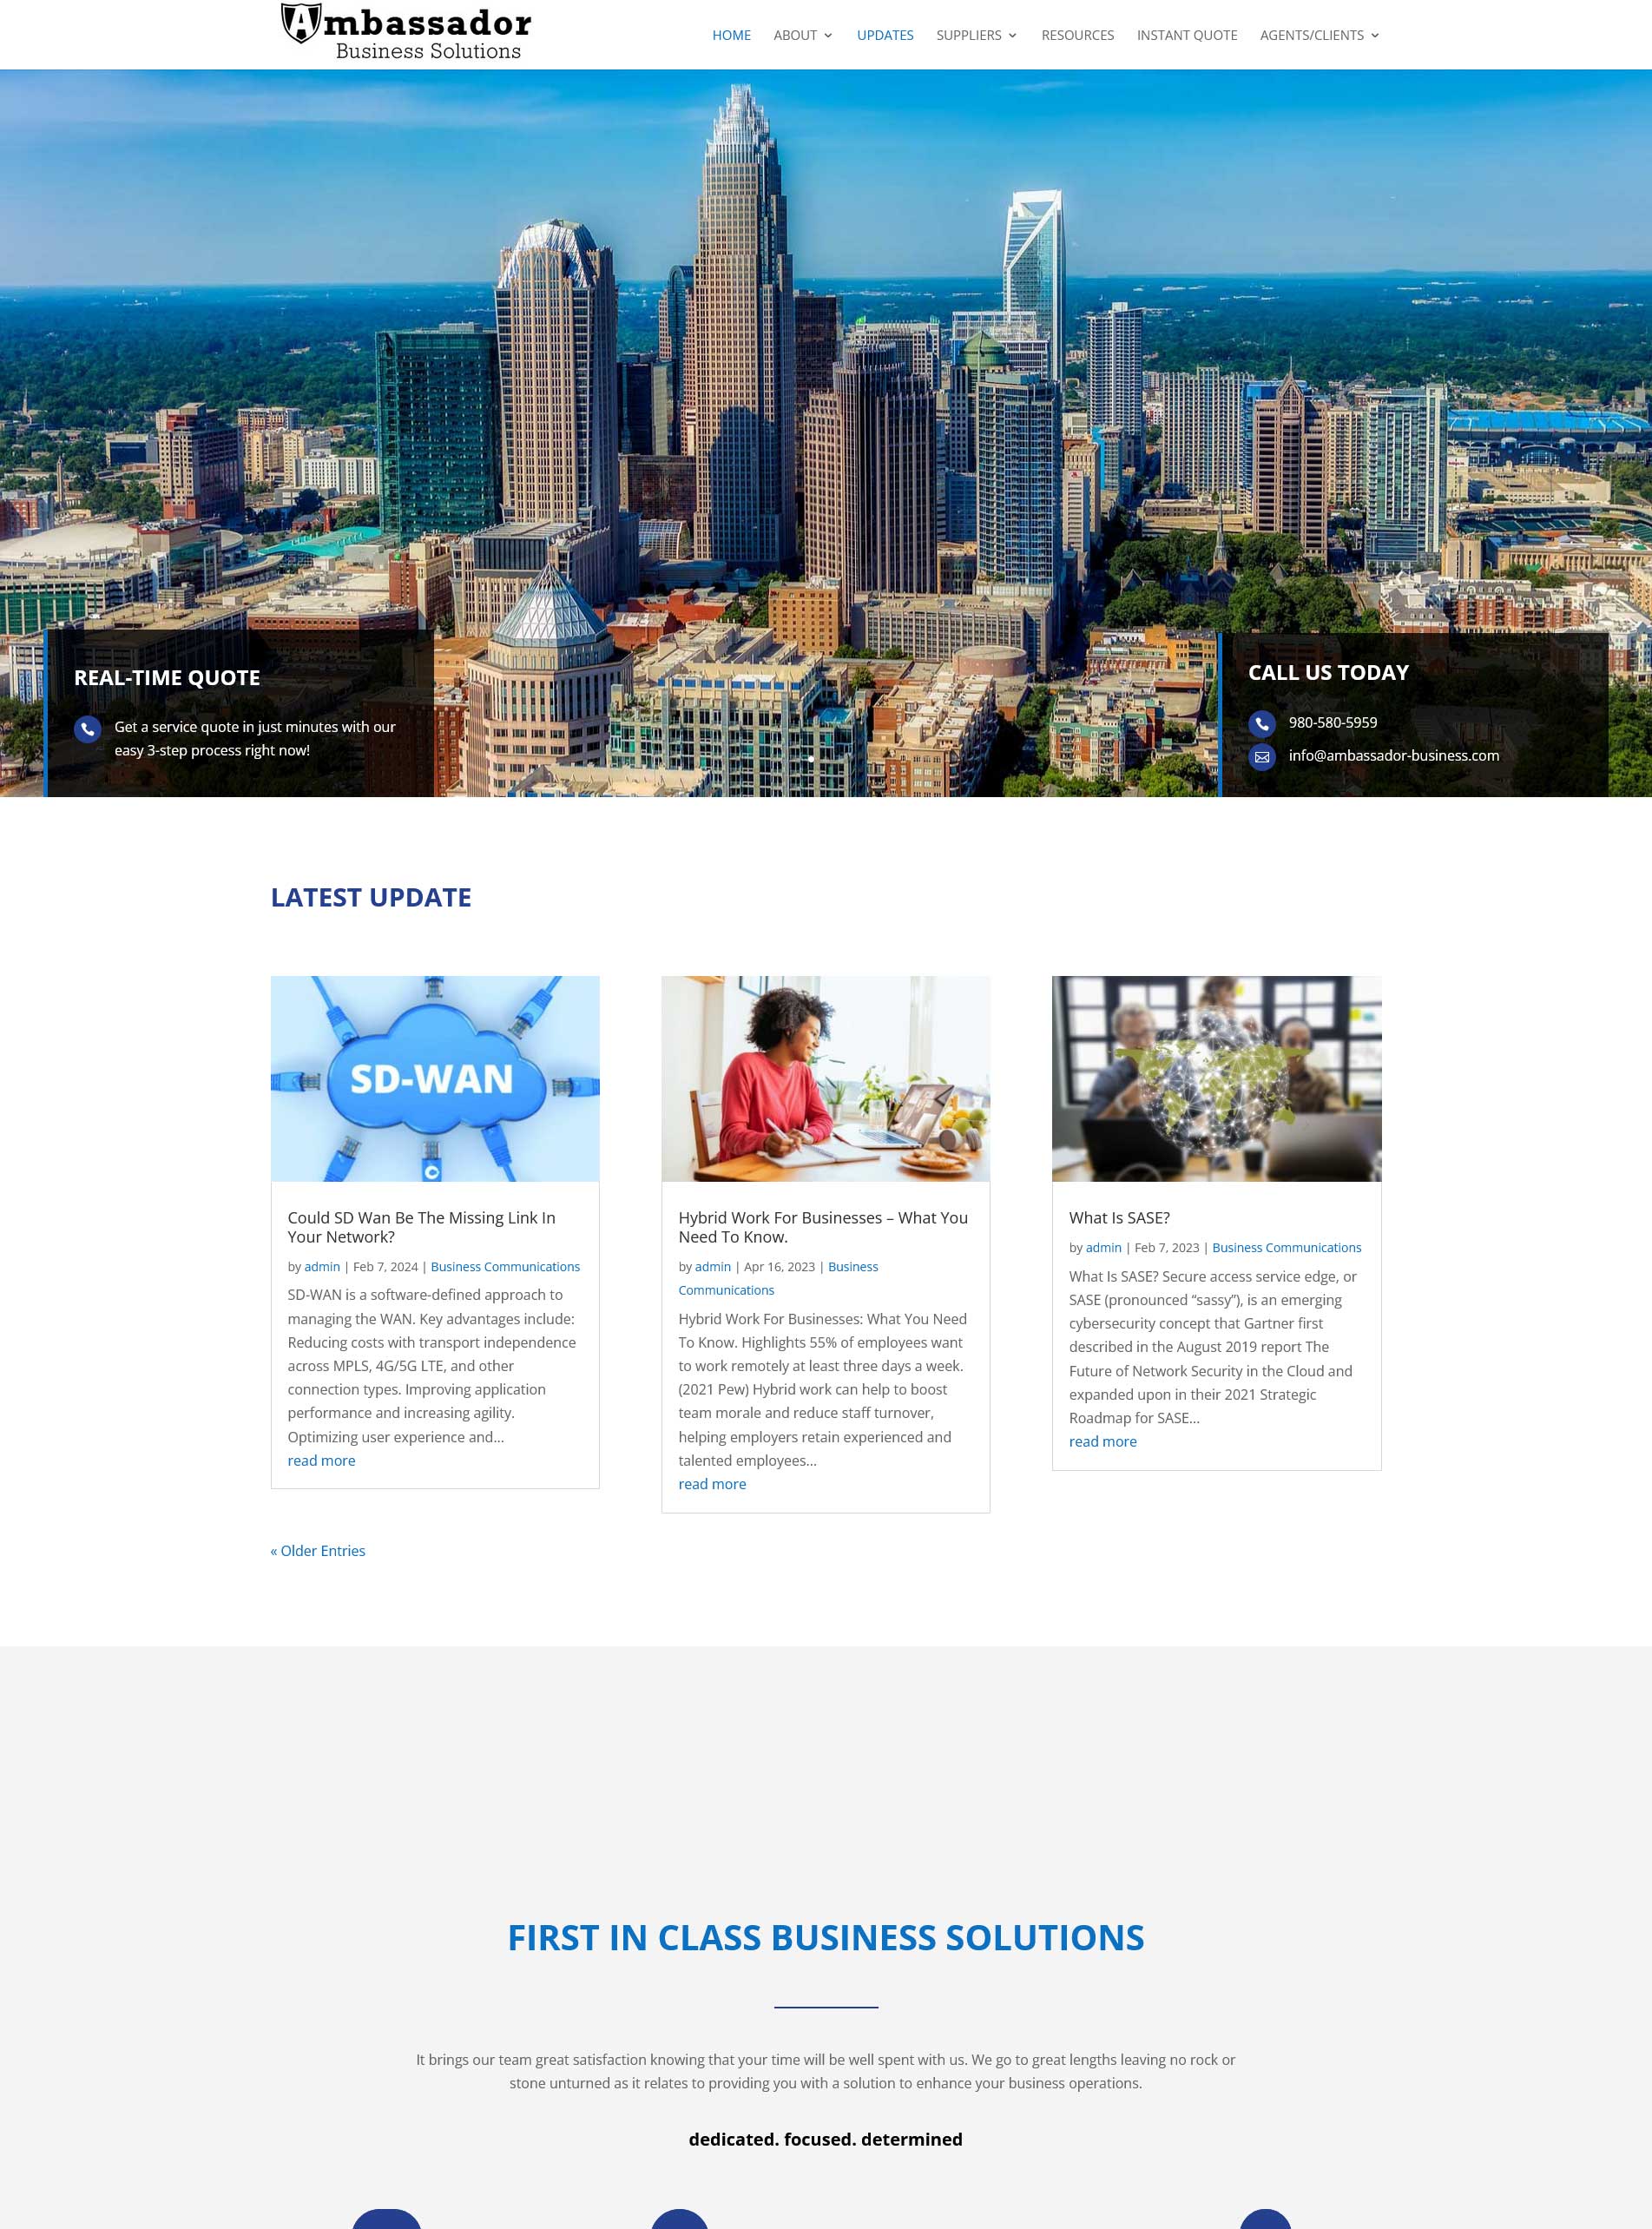 Ambassador
Business Solutions
HOME
ABOUT
UPDATES
SUPPLIERS
RESOURCES
INSTANT QUOTE
AGENTS/CLIENTS
REAL-TIME QUOTE
Get a service quote in just minutes with our
easy 3-step process right now!
CALL US TODAY
980-580-5959
info@ambassador-business.com
LATEST UPDATE
SD-WAN
Could SD Wan Be The Missing Link In
Your Network?
by admin | Feb 7, 2024 | Business Communications
SD-WAN is a software-defined approach to
managing the WAN. Key advantages include:
Reducing costs with transport independence
across MPLS, 4G/5G LTE, and other
connection types. Improving application
performance and increasing agility.
Optimizing user experience and...
read more
Hybrid Work For Businesses – What You
Need To Know.
by admin | Apr 16, 2023 | Business
Communications
Hybrid Work For Businesses: What You Need
To Know. Highlights 55% of employees want
to work remotely at least three days a week.
(2021 Pew) Hybrid work can help to boost
team morale and reduce staff turnover,
helping employers retain experienced and
talented employees...
read more
What Is SASE?
by admin | Feb 7, 2023 | Business Communications
What Is SASE? Secure access service edge, or
SASE (pronounced “sassy”), is an emerging
cybersecurity concept that Gartner first
described in the August 2019 report The
Future of Network Security in the Cloud and
expanded upon in their 2021 Strategic
Roadmap for SASE...
read more
« Older Entries
FIRST IN CLASS BUSINESS SOLUTIONS
It brings our team great satisfaction knowing that your time will be well spent with us. We go to great lengths leaving no rock or
stone unturned as it relates to providing you with a solution to enhance your business operations.
dedicated. focused. determined